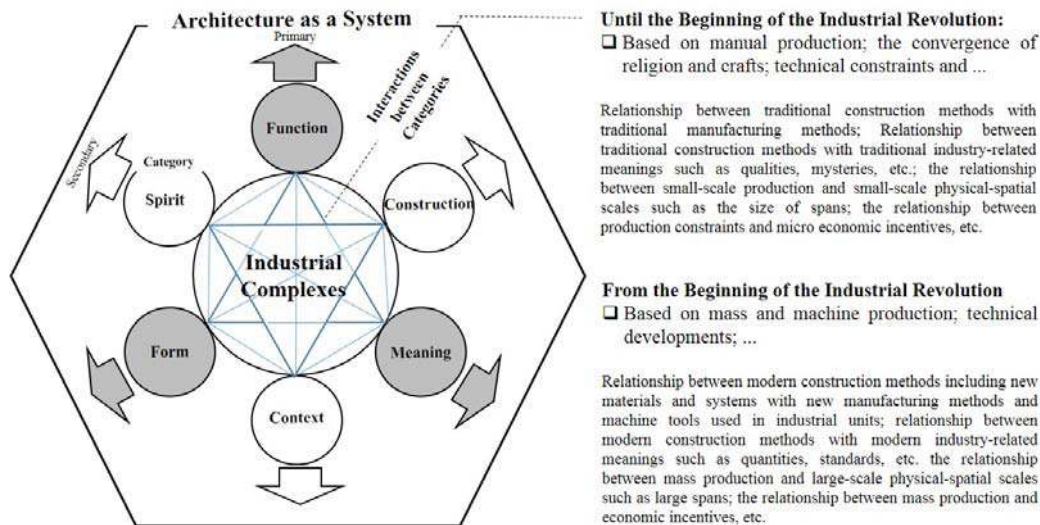 Architecture as a System
Primary
Interactions
between
Categories
Function
Secondary
Category
Spirit
Construction
Industrial
Complexes
Form
Meaning
Context
Until the Beginning of the Industrial Revolution:
❑ Based on manual production; the convergence of
religion and crafts; technical constraints and ...
Relationship between traditional construction methods with
traditional manufacturing methods; Relationship between
traditional construction methods with traditional industry-related
meanings such as qualities, mysteries, etc.; the relationship
between small-scale production and small-scale physical-spatial
scales such as the size of spans; the relationship between
production constraints and micro economic incentives, etc.
From the Beginning of the Industrial Revolution
❑ Based on mass and machine production; technical
developments; ...
Relationship between modern construction methods including new
materials and systems with new manufacturing methods and
machine tools used in industrial units; relationship between
modern construction methods with modern industry-related
meanings such as quantities, standards, etc. the relationship
between mass production and large-scale physical-spatial scales
such as large spans; the relationship between mass production and
economic incentives, etc.